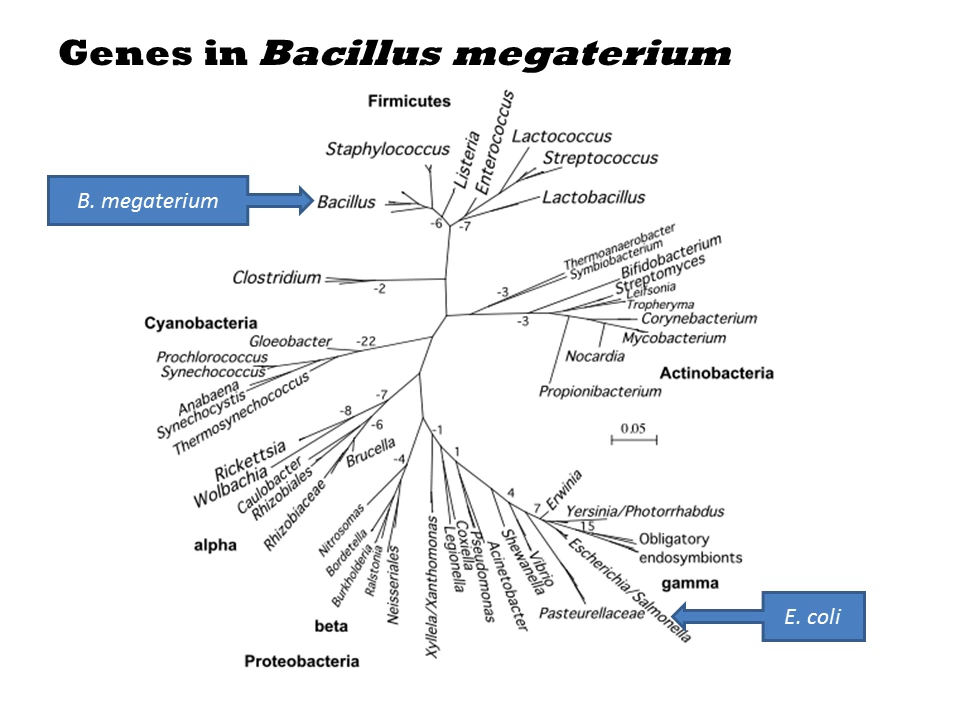 Genes in Bacillus megaterium
Firmicutes
Staphylococcus
Listeria
Enterococcus
Lactococcus
Streptococcus
B. megaterium
Bacillus
Lactobacillus
-6
-7
Clostridium
-2
Thermoanaerobacter
Symbiobacterium
Bifidobacterium
Streptomyces
Leifsonia
Tropheryma
-3
-3
Corynebacterium
Mycobacterium
Nocardia
Propionibacterium
Actinobacteria
Cyanobacteria
Gloeobacter
-22
Prochlorococcus
Synechococcus
Anabaena
Synechocystis
Thermosynechococcus
-7
-8
-6
Rickettsia
Wolbachia
Caulobacter
Rhizobiales
Rhizobiaceae
Brucella
alpha
-4
-1
1
0.05
Nitrosomas
Bordetella
Burkholderia
Ralstonia
Neisseriales
beta
Proteobacteria
Xyllela/Xanthomonas
Legionella
Coxiella
Pseudomonas
Acinetobacter
Shewanella
Vibrio
4
7
Erwinia
Yersinia/Photorrhabdus
15
Obligatory
endosymbionts
Escherichia/Salmonella
Pasteurellaceae
gamma
E. coli